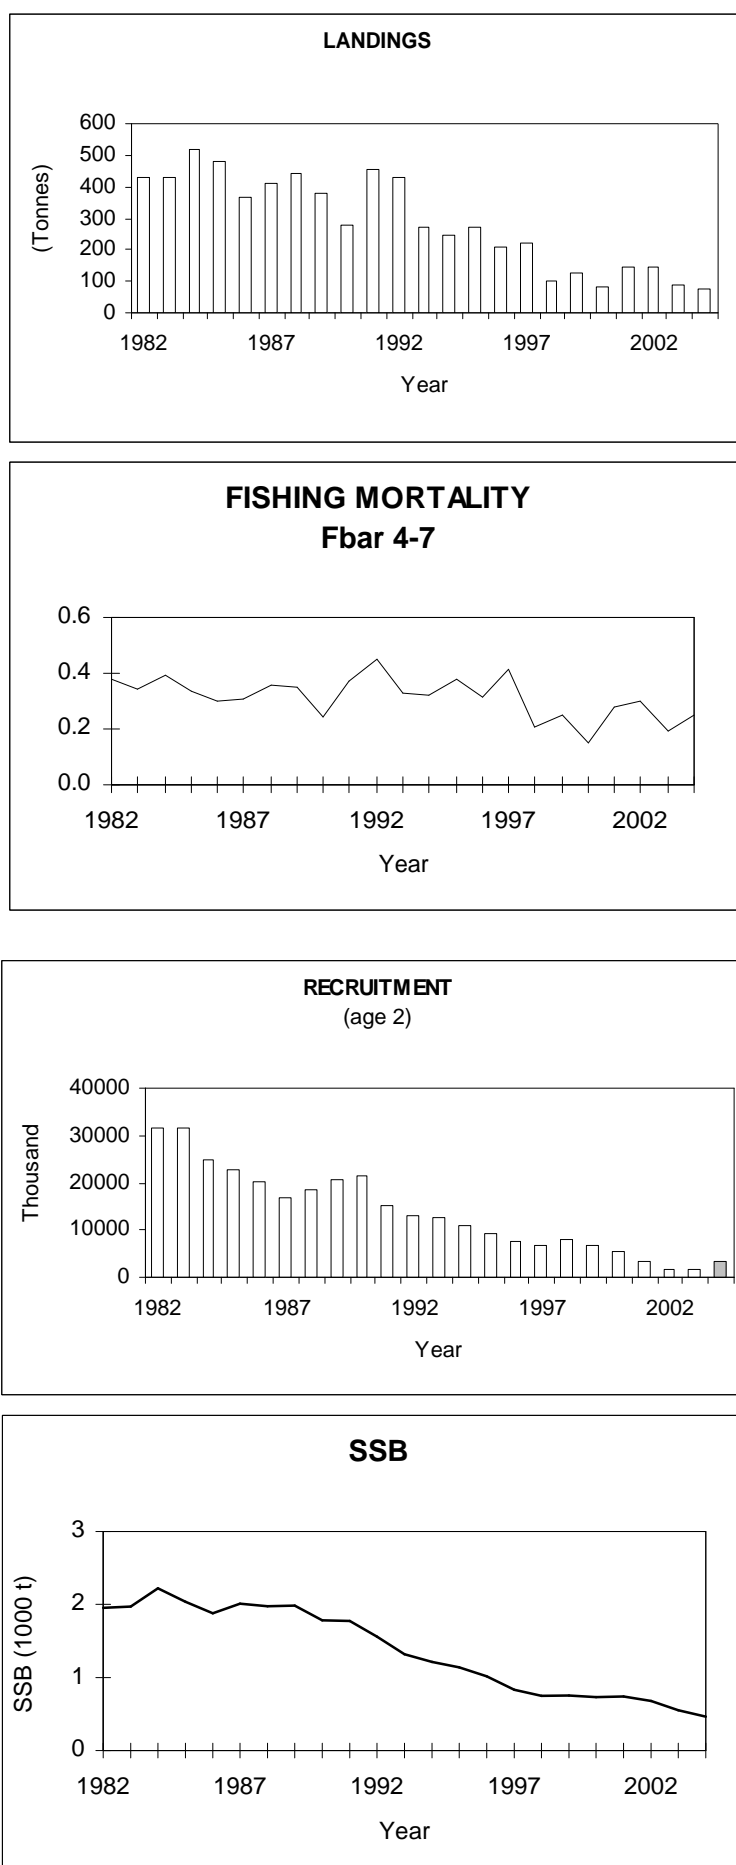 LANDINGS
600
500
400
300
200
100
0
(Tonnes)
1982 1987 1992 1997 2002
Year
FISHING MORTALITY
Fbar 4-7
0.6
0.4
0.2
0.0
1982 1987 1992 1997 2002
Year
RECRUITMENT
(age 2)
40000
30000
20000
10000
0
Thousand
1982 1987 1992 1997 2002
Year
SSB
3
2
1
0
SSB (1000 t)
1982 1987 1992 1997 2002
Year